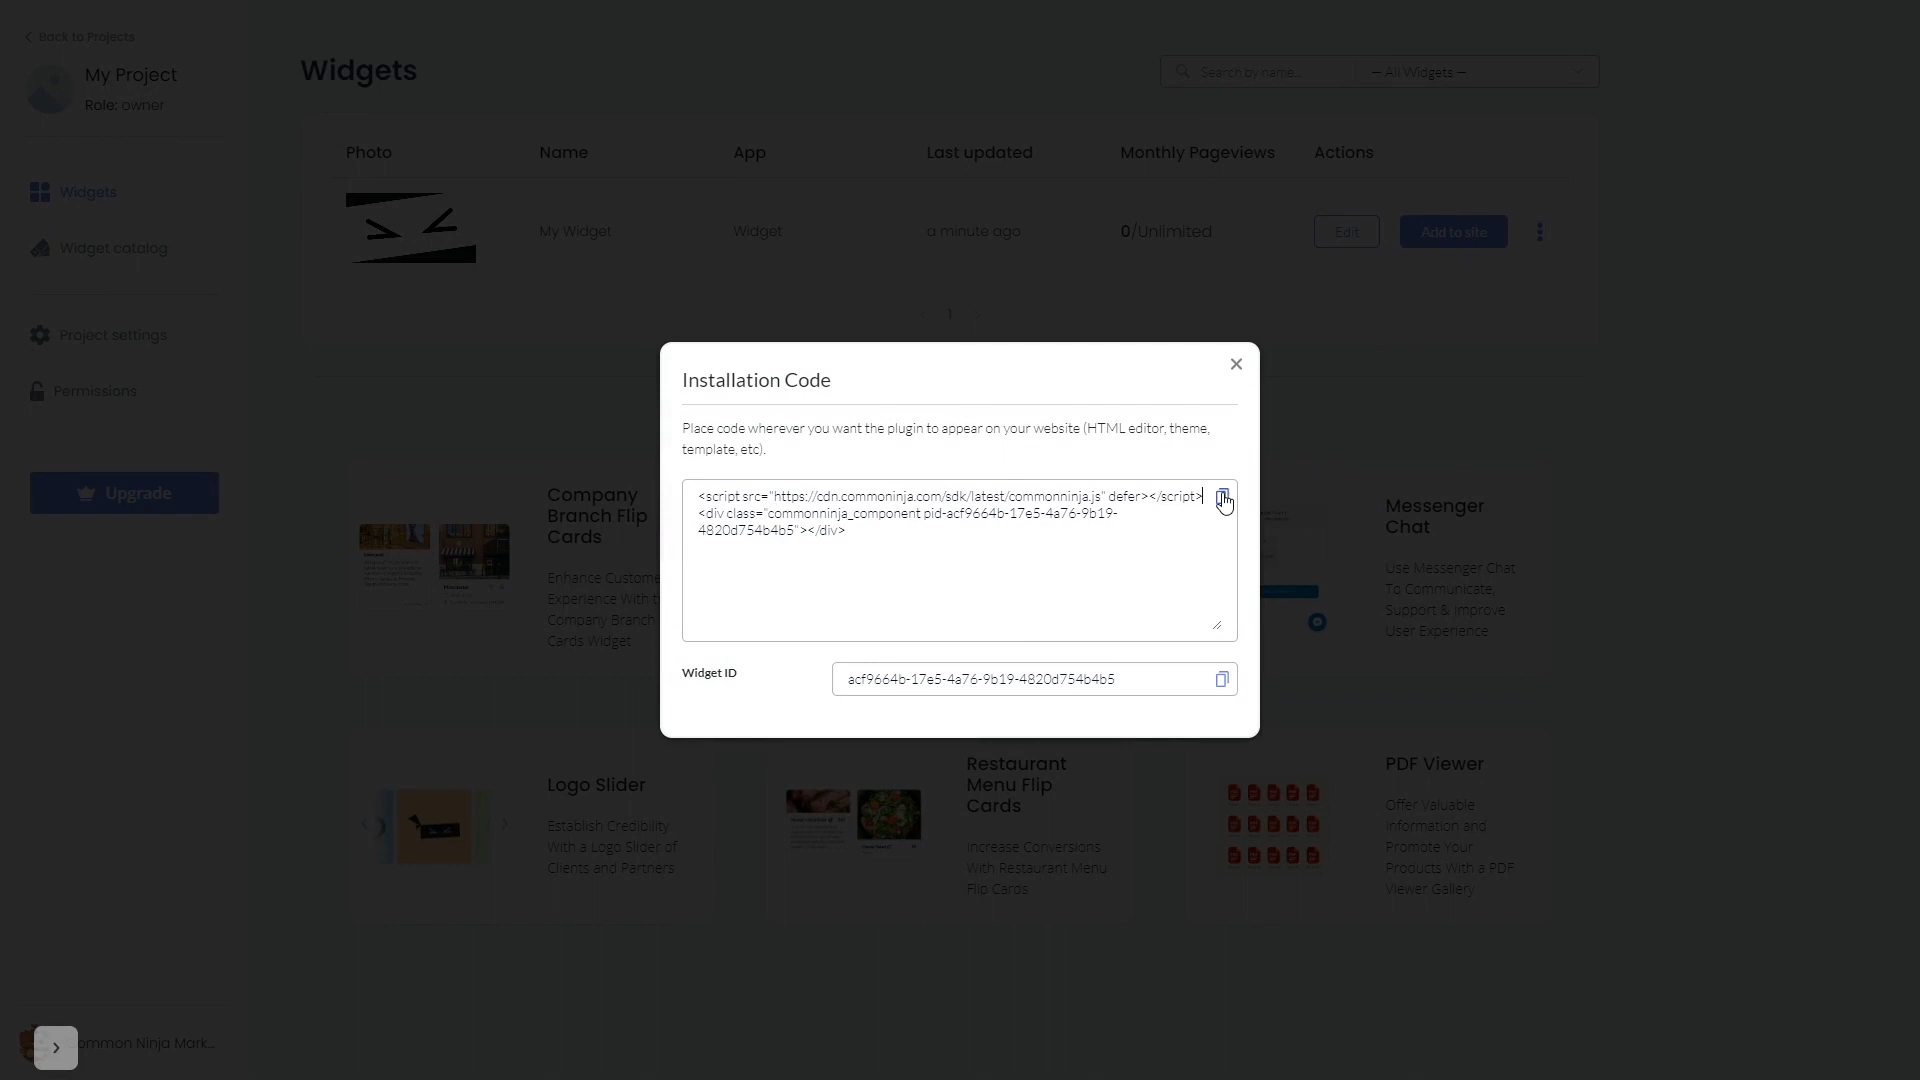 Back to Projects
My Project
Role: owner
Widgets
Widget catalog
Project settings
Permissions
Upgrade
Widgets
Search by name...
— All Widgets —
Photo Name App Last updated Monthly Pageviews Actions
My Widget Widget a minute ago 0/Unlimited Edit Add to site
1
Installation Code
Place code wherever you want the plugin to appear on your website (HTML editor, theme,
template, etc).
<script src="https://cdn.commoninja.com/sdk/latest/commonninja.js" defer></script>
<div class="commonninja_component pid-acf9664b-17e5-4a76-9b19-
4820d754b4b5"></div>
Widget ID
acf9664b-17e5-4a76-9b19-4820d754b4b5
Company
Branch Flip
Cards
Enhance Custome
Experience With t
Company Branch
Cards Widget
Messenger
Chat
Use Messenger Chat
To Communicate,
Support & Improve
User Experience
Logo Slider
Establish Credibility
With a Logo Slider of
Clients and Partners
Restaurant
Menu Flip
Cards
Increase Conversions
With Restaurant Menu
Flip Cards
PDF Viewer
Offer Valuable
Information and
Promote Your
Products With a PDF
Viewer Gallery
ommon Ninja Mark...